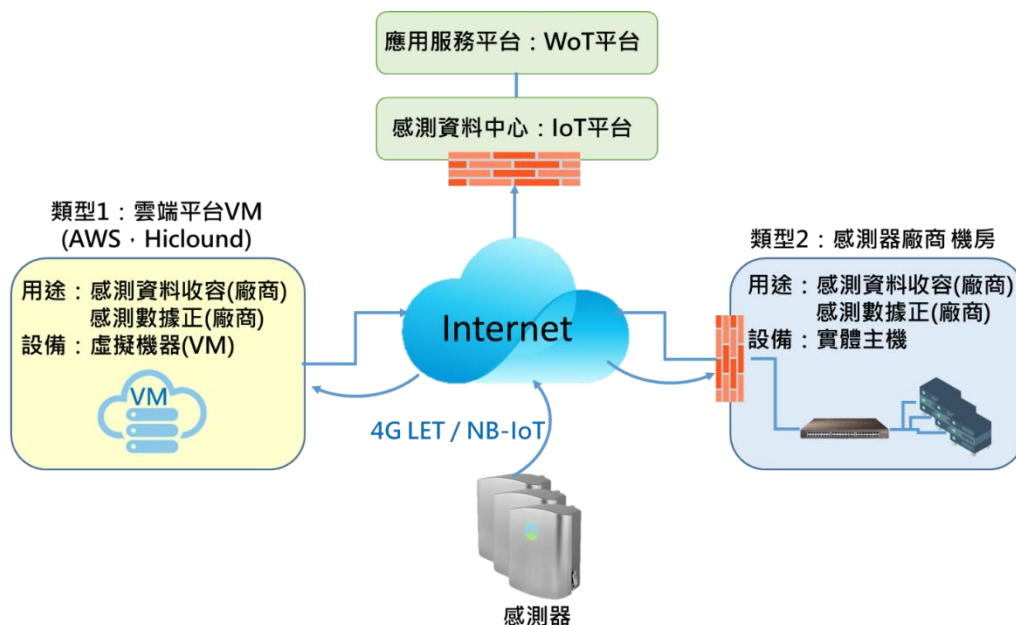 應用服務平台：WoT平台
感測資料中心：IoT平台
類型1：雲端平台VM
(AWS，Hiclound)
用途：感測資料收容(廠商)
感測數據正(廠商)
設備：虛擬機器(VM)
VM
Internet
4G LET / NB-IoT
類型2：感測器廠商 機房
用途：感測資料收容(廠商)
感測數據正(廠商)
設備：實體主機
感測器